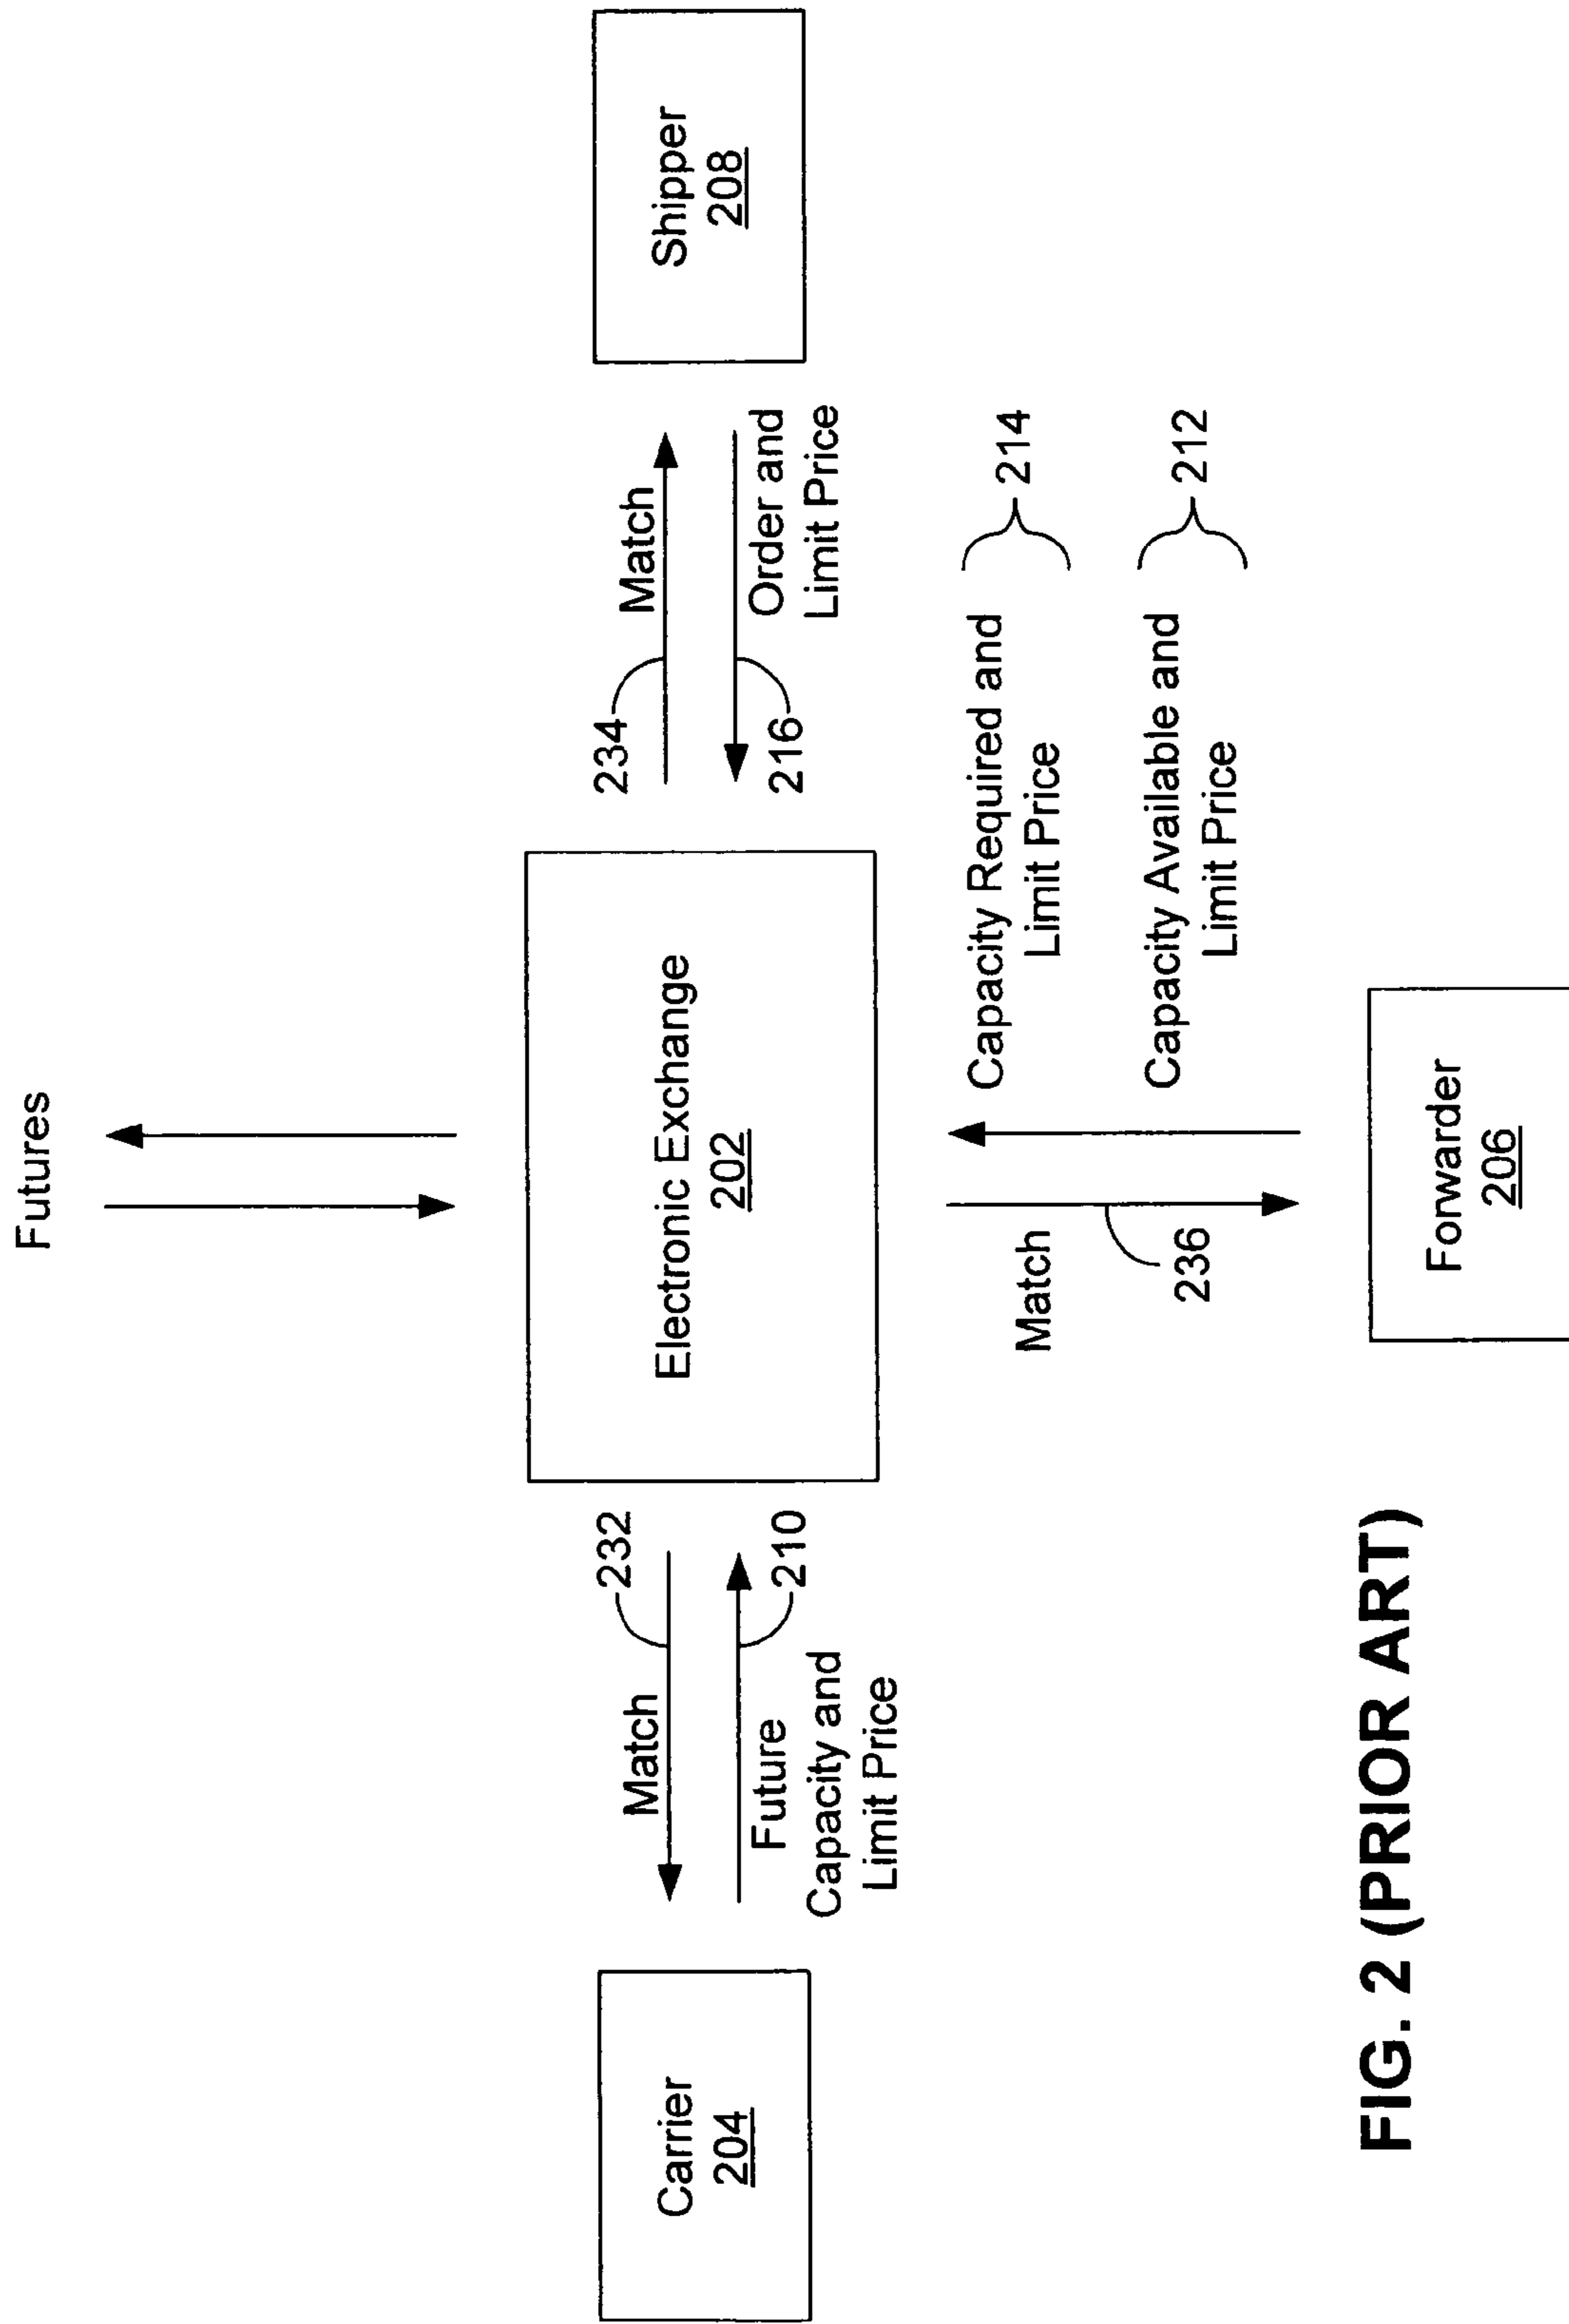 Futures
Carrier
204
232
Match
Future
Capacity and
Limit Price
210
Electronic Exchange
202
234
Match
Order and
Limit Price
216
Shipper
208
Match
236
Capacity Required and
Limit Price
214
Capacity Available and
Limit Price
212
Forwarder
206
FIG. 2 (PRIOR ART)